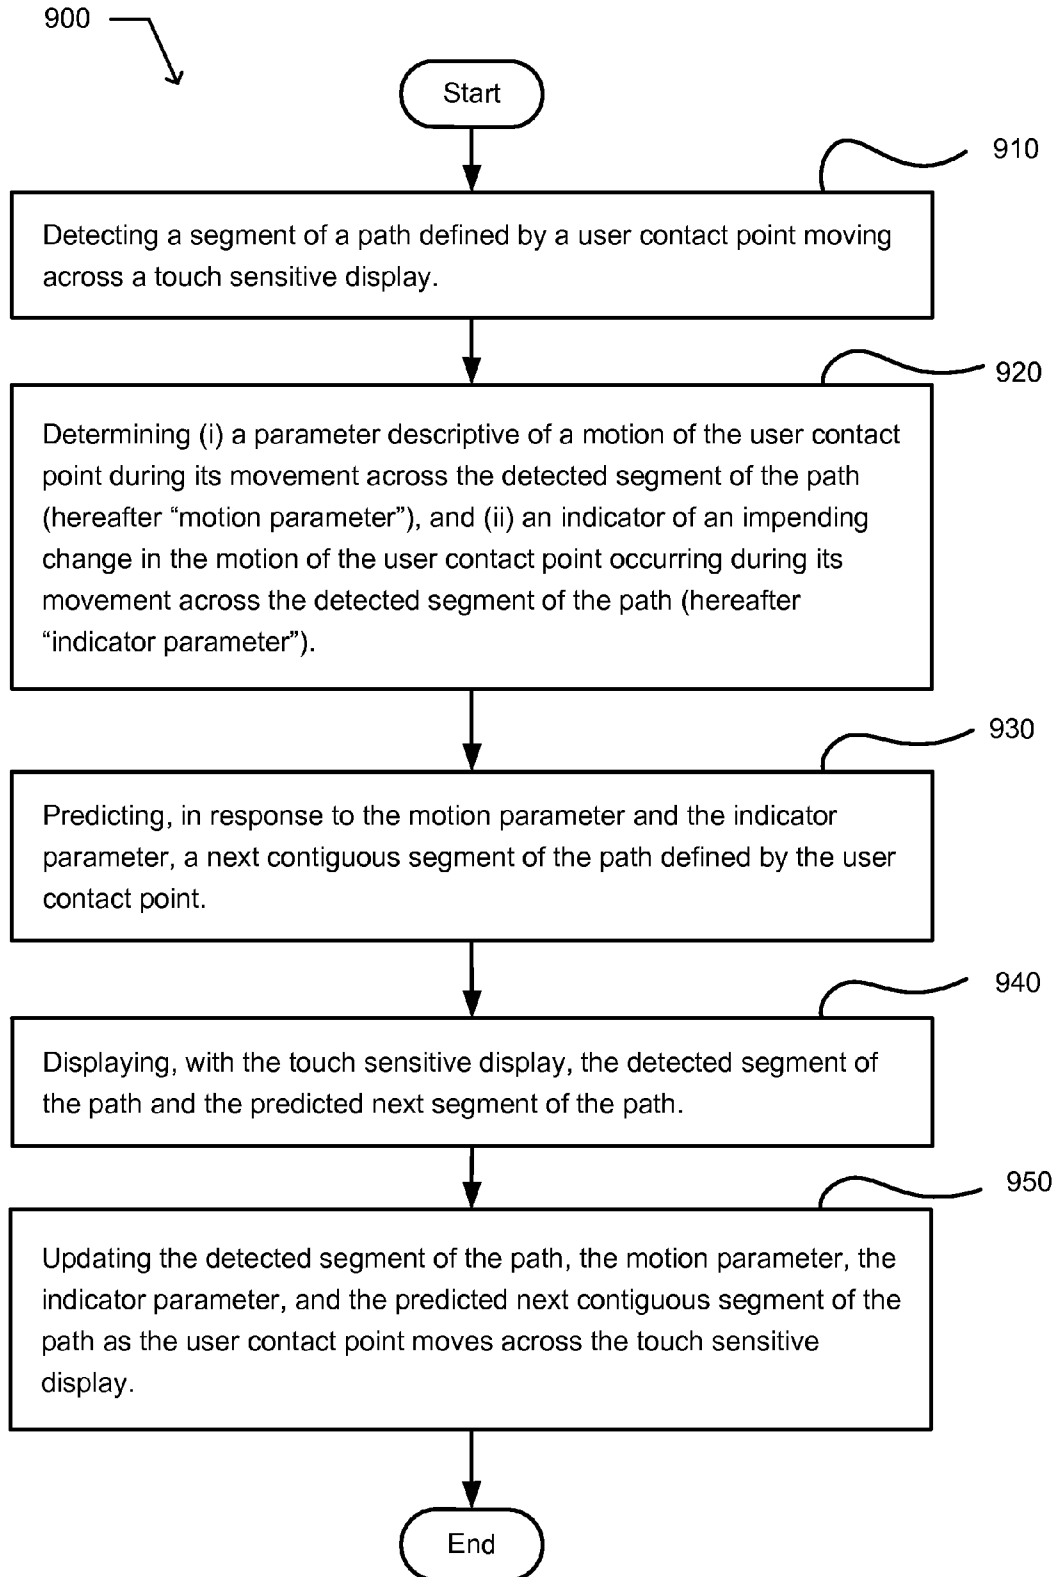 900
Start
910
Detecting a segment of a path defined by a user contact point moving
across a touch sensitive display.
920
Determining (i) a parameter descriptive of a motion of the user contact
point during its movement across the detected segment of the path
(hereafter “motion parameter”), and (ii) an indicator of an impending
change in the motion of the user contact point occurring during its
movement across the detected segment of the path (hereafter
“indicator parameter”).
930
Predicting, in response to the motion parameter and the indicator
parameter, a next contiguous segment of the path defined by the user
contact point.
940
Displaying, with the touch sensitive display, the detected segment of
the path and the predicted next segment of the path.
950
Updating the detected segment of the path, the motion parameter, the
indicator parameter, and the predicted next contiguous segment of the
path as the user contact point moves across the touch sensitive
display.
End